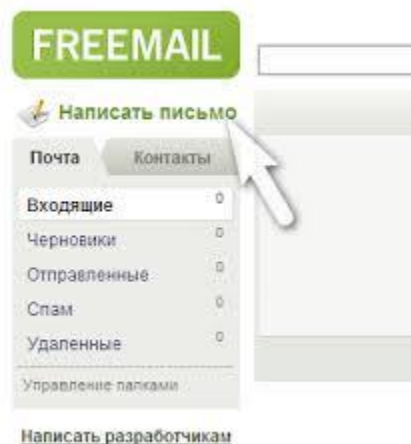 FREEMAIL
Написать письмо
Почта Контакты
Входящие 0
Черновики 0
Отправленные 0
Спам 0
Удаленные 0
Управление папками
Написать разработчикам